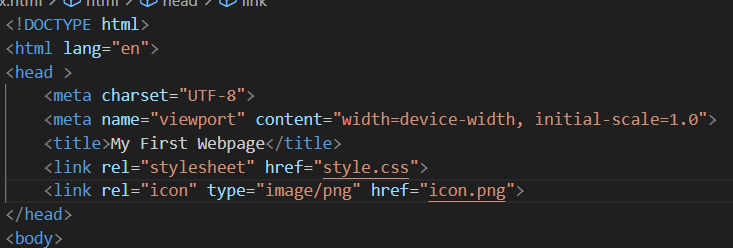 x.html > html > head > link
<!DOCTYPE html>
<html lang="en">
<head >
<meta charset="UTF-8">
<meta name="viewport" content="width=device-width, initial-scale=1.0">
<title>My First Webpage</title>
<link rel="stylesheet" href="style.css">
<link rel="icon" type="image/png" href="icon.png">
</head>
<body>